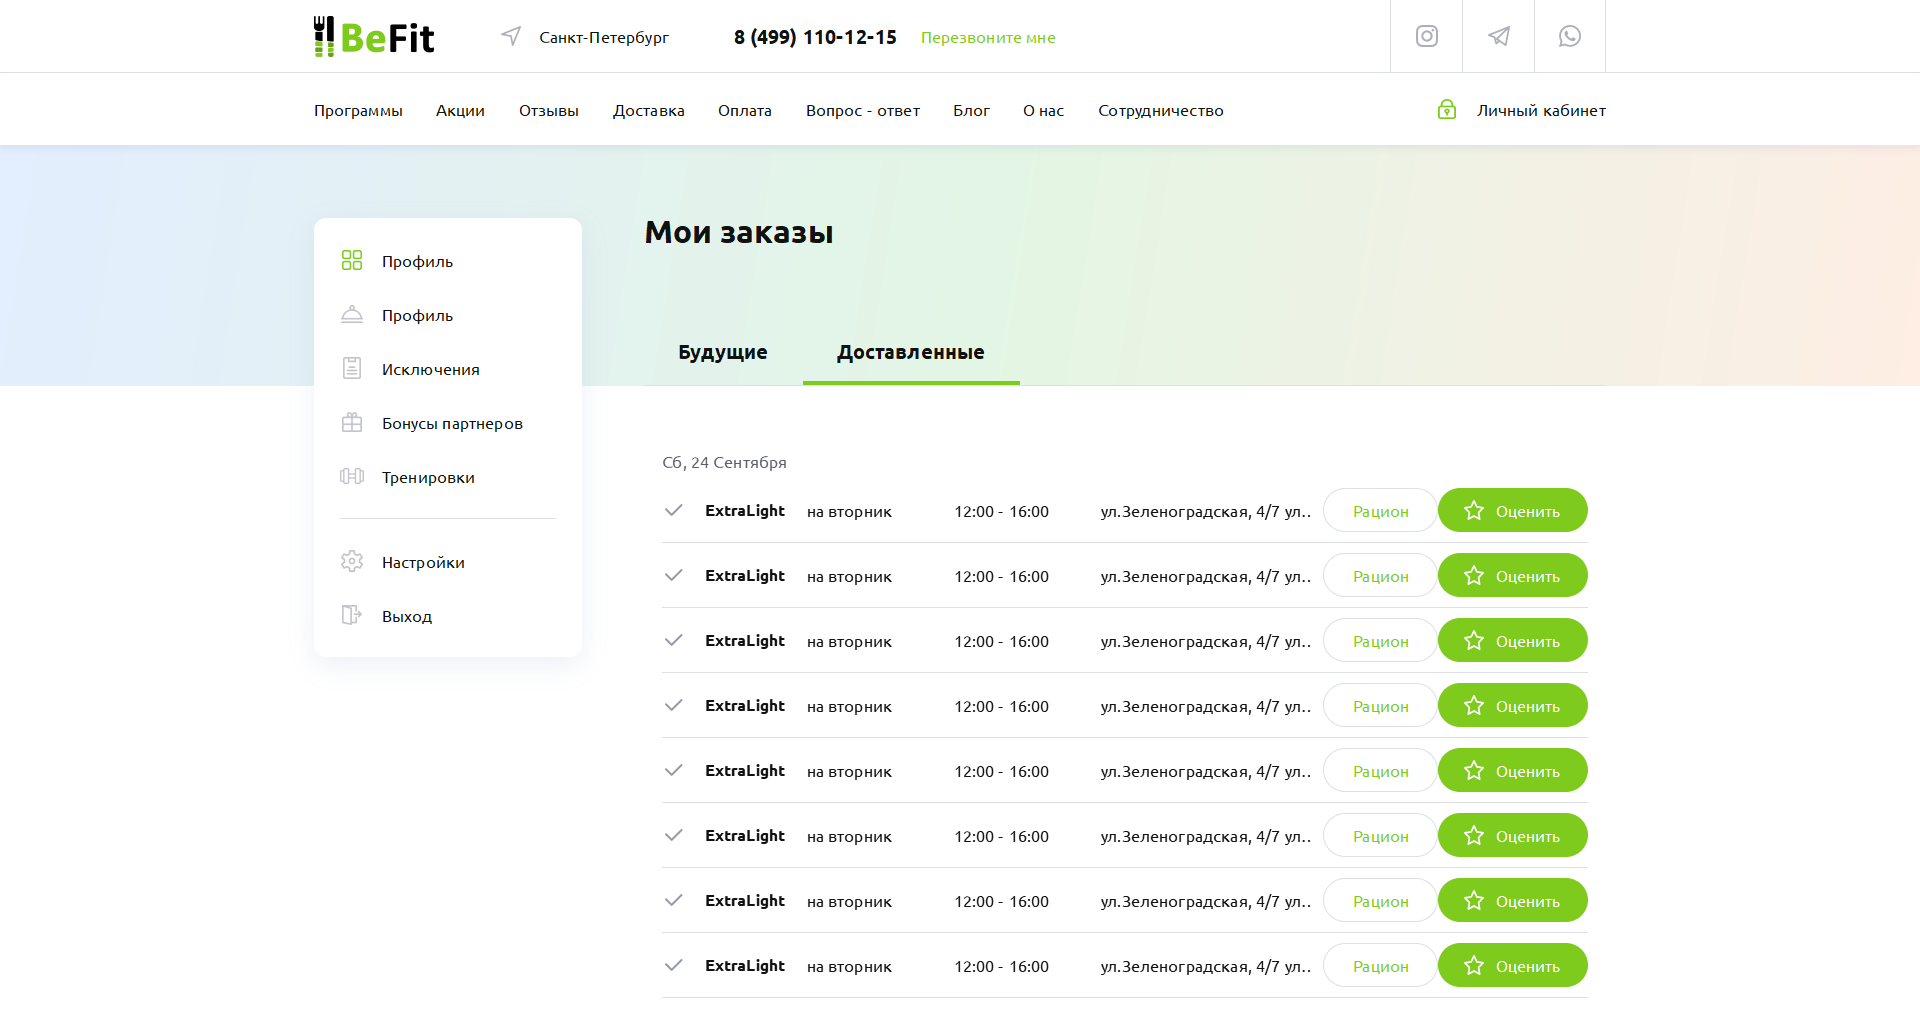 BeFit
Санкт-Петербург
8 (499) 110-12-15
Перезвоните мне
Программы Акции Отзывы Доставка Оплата Вопрос - ответ Блог О нас Сотрудничество
Личный кабинет
Профиль
Профиль
Исключения
Бонусы партнеров
Тренировки
Настройки
Выход
Мои заказы
Будущие Доставленные
Сб, 24 Сентября
ExtraLight на вторник 12:00 - 16:00 ул.Зеленоградская, 4/7 ул.. Рацион Оценить
ExtraLight на вторник 12:00 - 16:00 ул.Зеленоградская, 4/7 ул.. Рацион Оценить
ExtraLight на вторник 12:00 - 16:00 ул.Зеленоградская, 4/7 ул.. Рацион Оценить
ExtraLight на вторник 12:00 - 16:00 ул.Зеленоградская, 4/7 ул.. Рацион Оценить
ExtraLight на вторник 12:00 - 16:00 ул.Зеленоградская, 4/7 ул.. Рацион Оценить
ExtraLight на вторник 12:00 - 16:00 ул.Зеленоградская, 4/7 ул.. Рацион Оценить
ExtraLight на вторник 12:00 - 16:00 ул.Зеленоградская, 4/7 ул.. Рацион Оценить
ExtraLight на вторник 12:00 - 16:00 ул.Зеленоградская, 4/7 ул.. Рацион Оценить